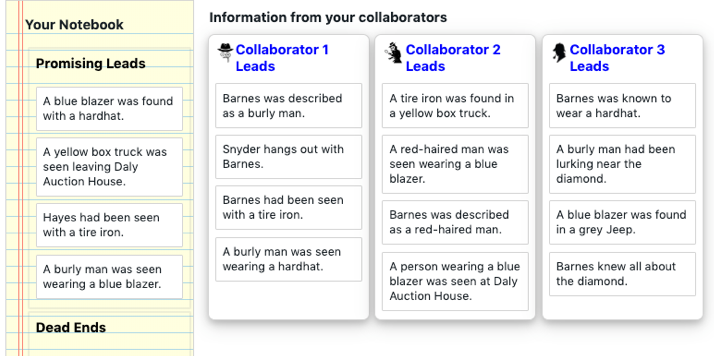 Your Notebook
Promising Leads
A blue blazer was found
with a hardhat.
A yellow box truck was
seen leaving Daly
Auction House.
Hayes had been seen
with a tire iron.
A burly man was seen
wearing a blue blazer.
Dead Ends
Information from your collaborators
Collaborator 1
Leads
Barnes was described
as a burly man.
Snyder hangs out with
Barnes.
Barnes had been seen
with a tire iron.
A burly man was seen
wearing a hardhat.
Collaborator 2
Leads
A tire iron was found in
a yellow box truck.
A red-haired man was
seen wearing a blue
blazer.
Barnes was described
as a red-haired man.
A person wearing a blue
blazer was seen at Daly
Auction House.
Collaborator 3
Leads
Barnes was known to
wear a hardhat.
A burly man had been
lurking near the
diamond.
A blue blazer was found
in a grey Jeep.
Barnes knew all about
the diamond.